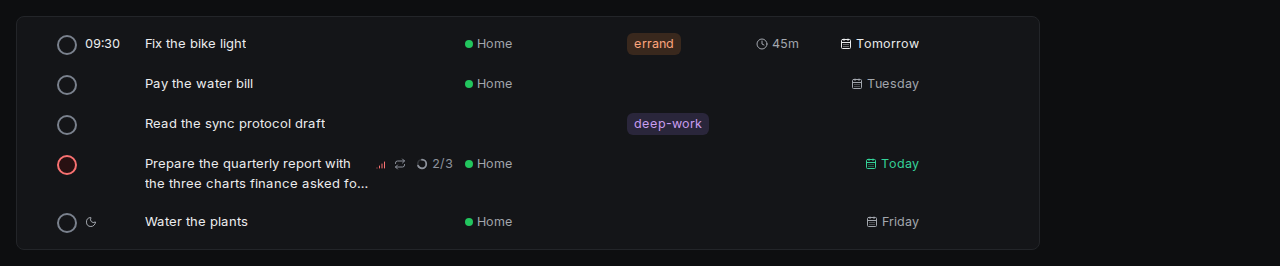 09:30 Fix the bike light Home errand 45m Tomorrow
Pay the water bill Home Tuesday
Read the sync protocol draft deep-work
Prepare the quarterly report with 2/3 Home Today
the three charts finance asked fo...
Water the plants Home Friday